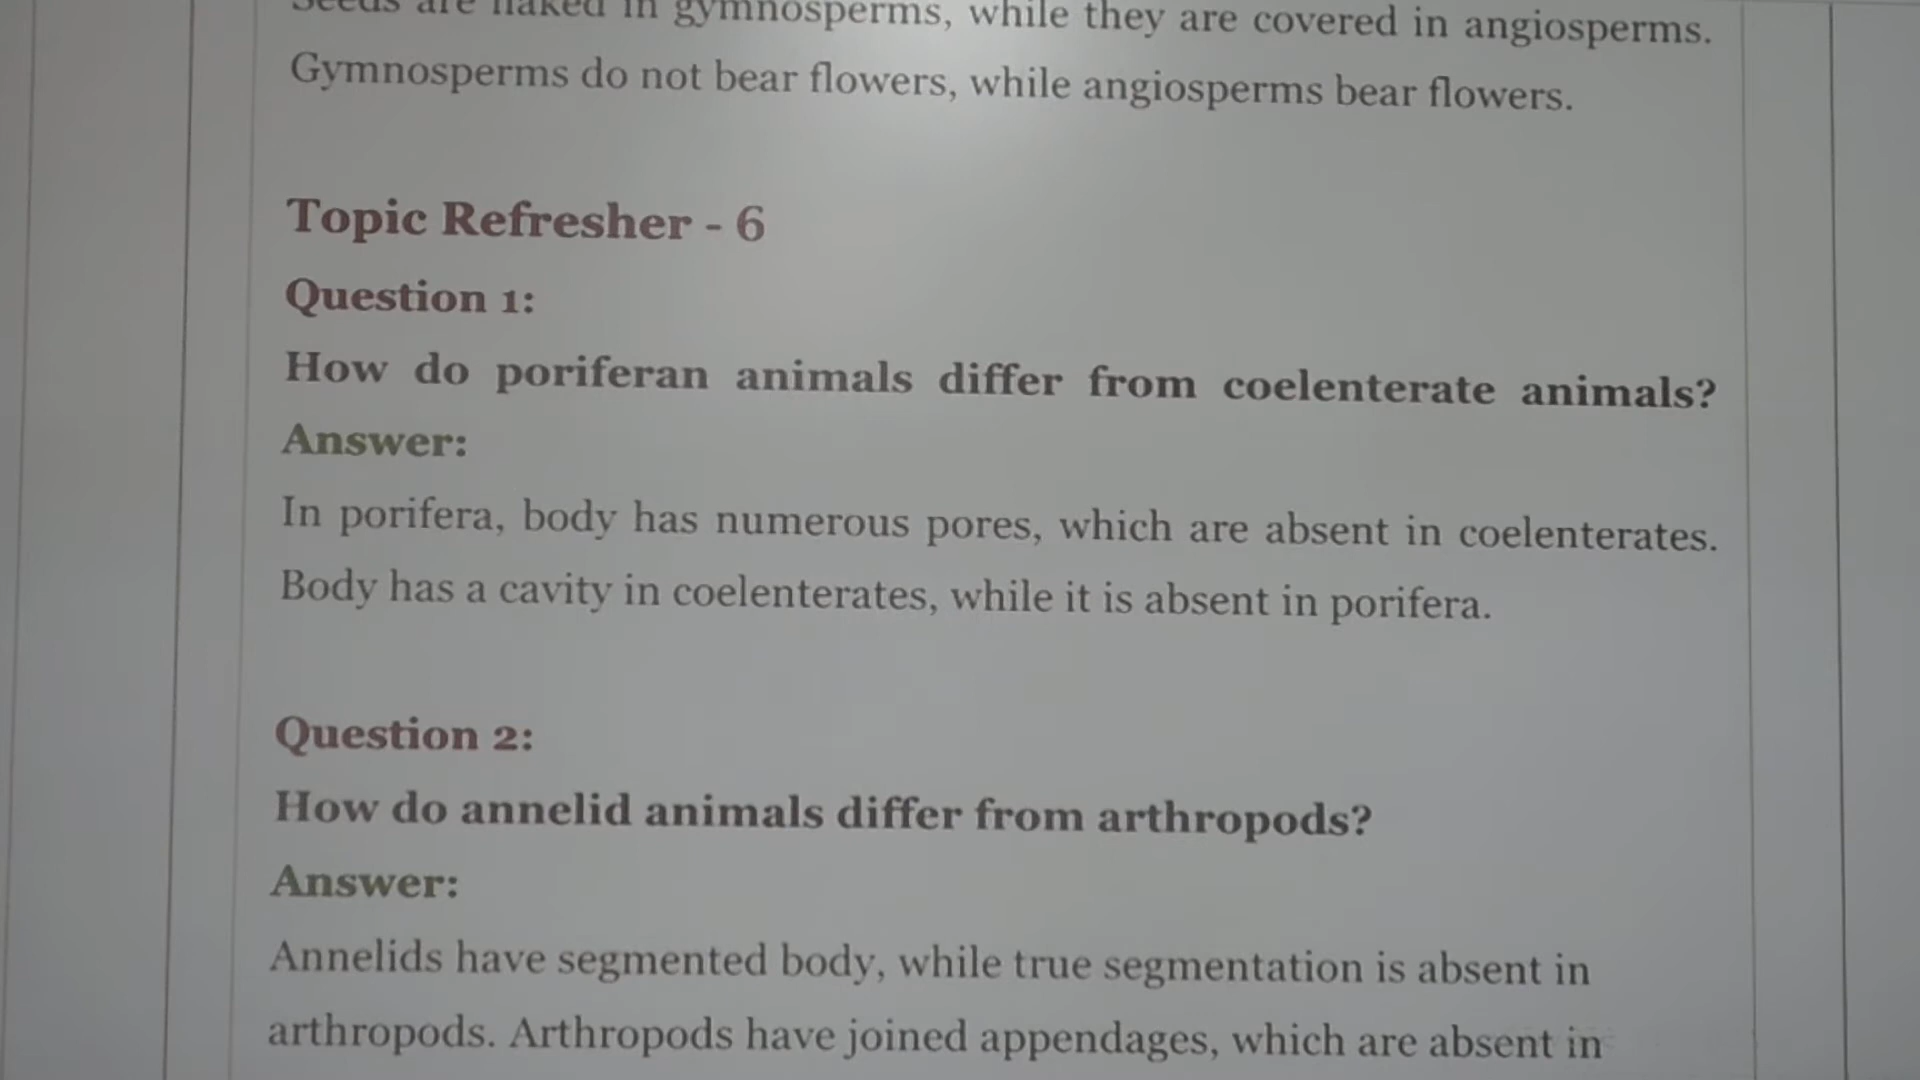 Seeds are naked in gymnosperms, while they are covered in angiosperms.
Gymnosperms do not bear flowers, while angiosperms bear flowers.
Topic Refresher - 6
Question 1:
How do poriferan animals differ from coelenterate animals?
Answer:
In porifera, body has numerous pores, which are absent in coelenterates.
Body has a cavity in coelenterates, while it is absent in porifera.
Question 2:
How do annelid animals differ from arthropods?
Answer:
Annelids have segmented body, while true segmentation is absent in
arthropods. Arthropods have joined appendages, which are absent in